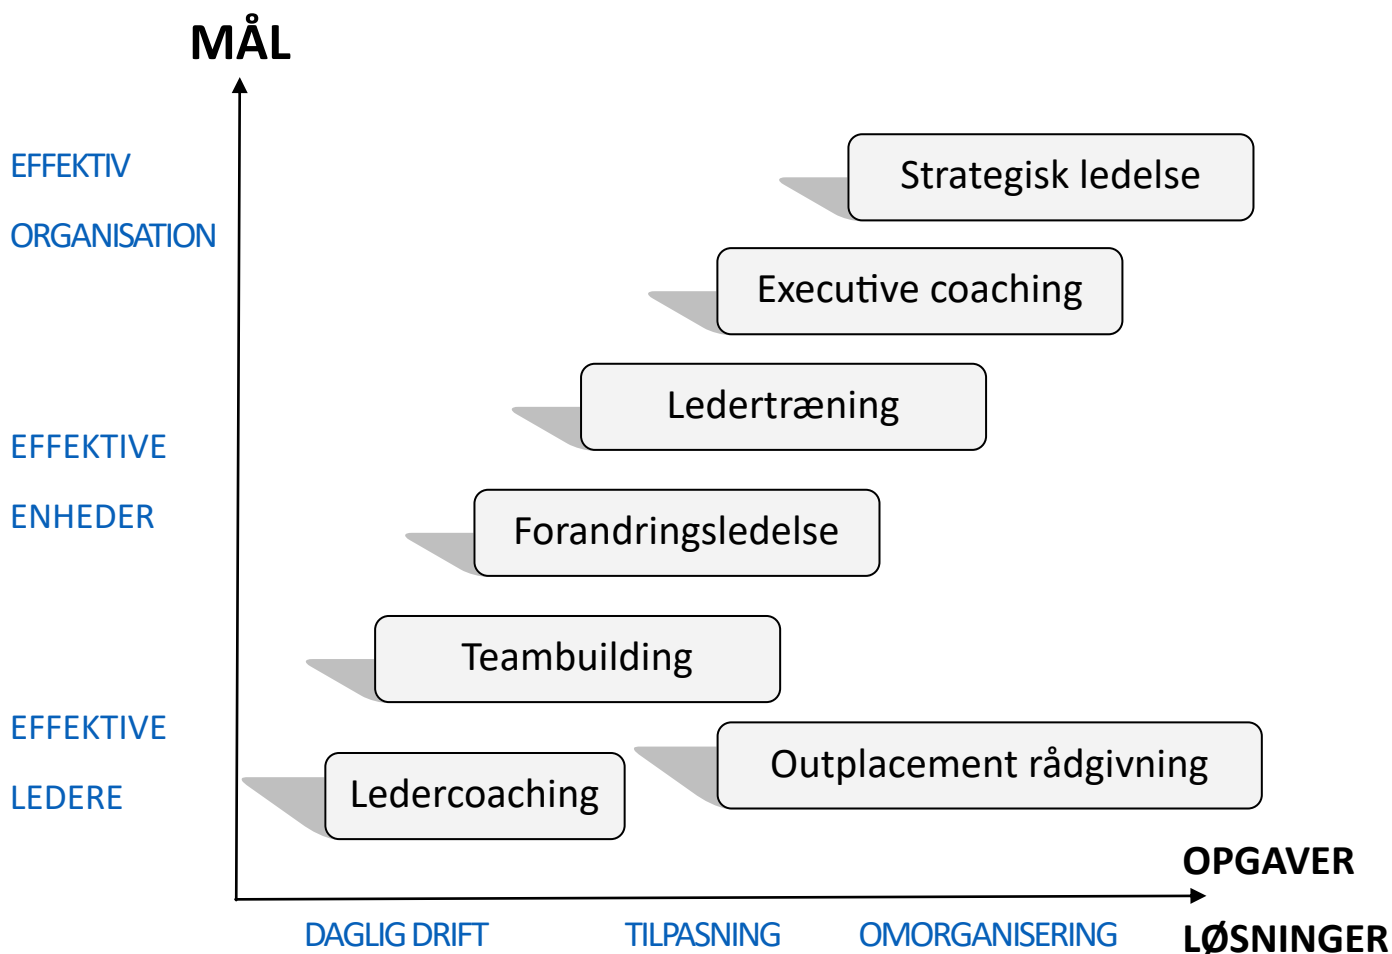 MÅL
EFFEKTIV
ORGANISATION
Strategisk ledelse
Executive coaching
Ledertræning
EFFEKTIVE
ENHEDER
Forandringsledelse
Teambuilding
EFFEKTIVE
LEDERE
Ledercoaching
Outplacement rådgivning
OPGAVER
LØSNINGER
DAGLIG DRIFT
TILPASNING
OMORGANISERING